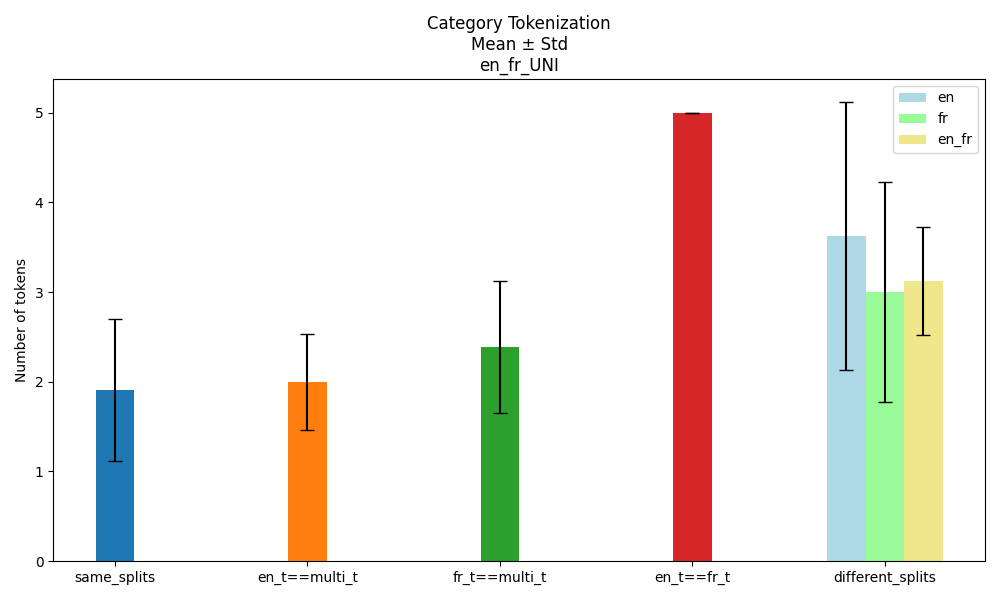 Category Tokenization
Mean ± Std
en_fr_UNI
Number of tokens
5
4
3
2
1
0
en
fr
en_fr
same_splits
en_t==multi_t
fr_t==multi_t
en_t==fr_t
different_splits